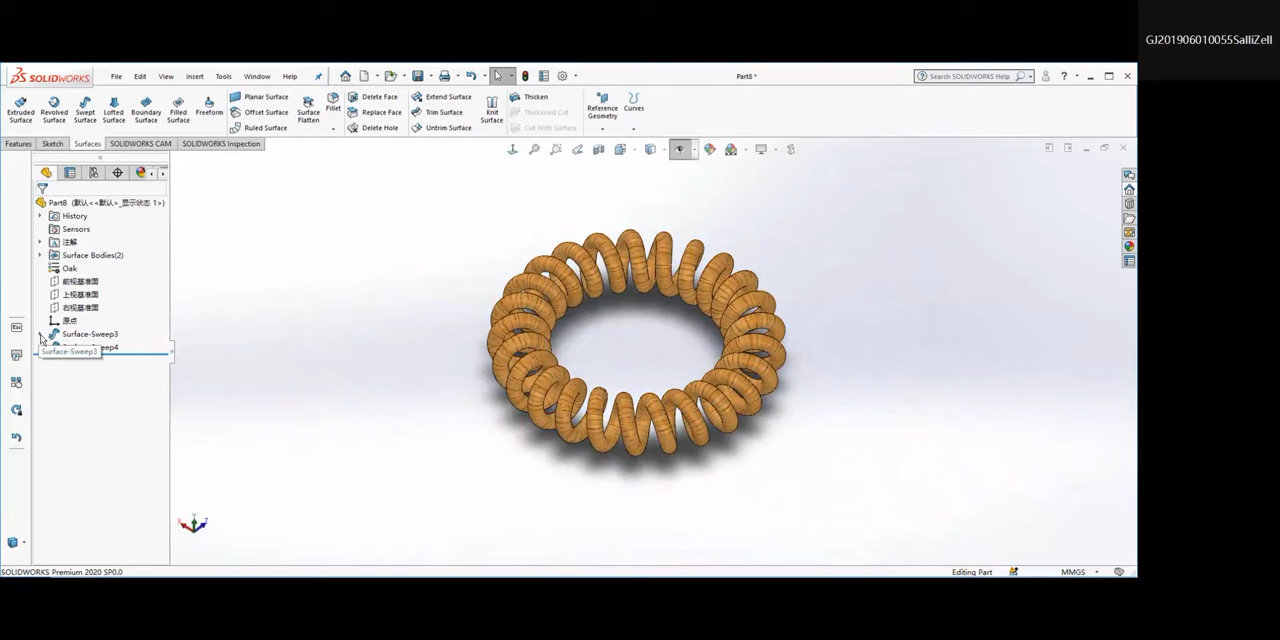 GJ201906010055SalliZell
SOLIDWORKS
File Edit View Insert Tools Window Help
Part8 *
Search SOLIDWORKS Help
Extruded Surface
Revolved Surface
Swept Surface
Lofted Surface
Boundary Surface
Filled Surface
Freeform
Planar Surface
Offset Surface
Ruled Surface
Surface Flatten
Fillet
Delete Face
Replace Face
Delete Hole
Extend Surface
Trim Surface
Untrim Surface
Knit Surface
Thicken
Thickened Cut
Cut With Surface
Reference Geometry
Curves
Features Sketch Surfaces SOLIDWORKS CAM SOLIDWORKS Inspection
Part8 (默认<<默认>_显示状态 1>)
History
Sensors
注解
Surface Bodies(2)
Oak
前视基准面
上视基准面
右视基准面
原点
Surface-Sweep3
Surface-Sweep3
SOLIDWORKS Premium 2020 SP0.0
Editing Part
MMGS